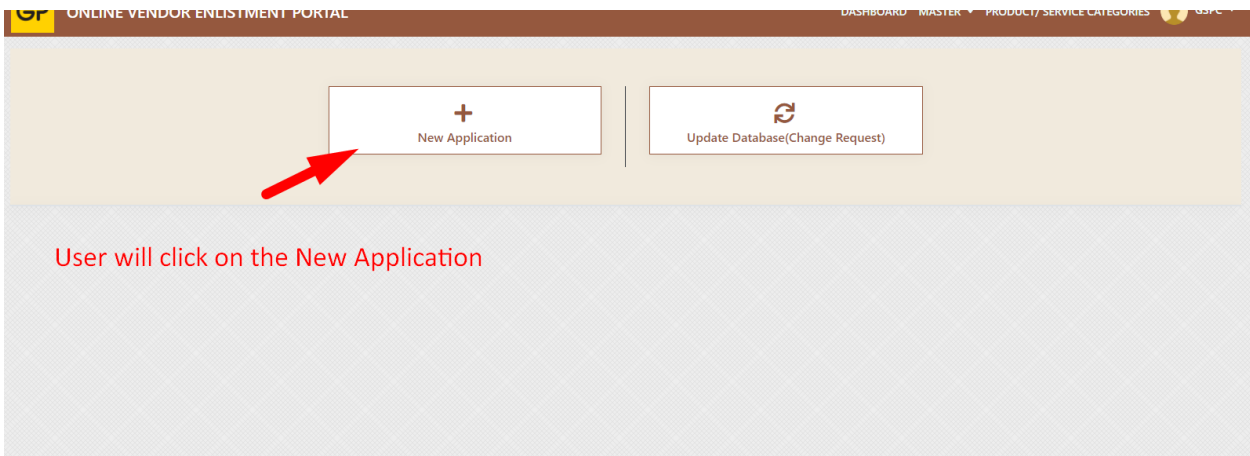 GP ONLINE VENDOR ENLISTMENT PORTAL DASHBOARD MASTER PRODUCT/ SERVICE CATEGORIES GSPC
New Application
Update Database(Change Request)
User will click on the New Application